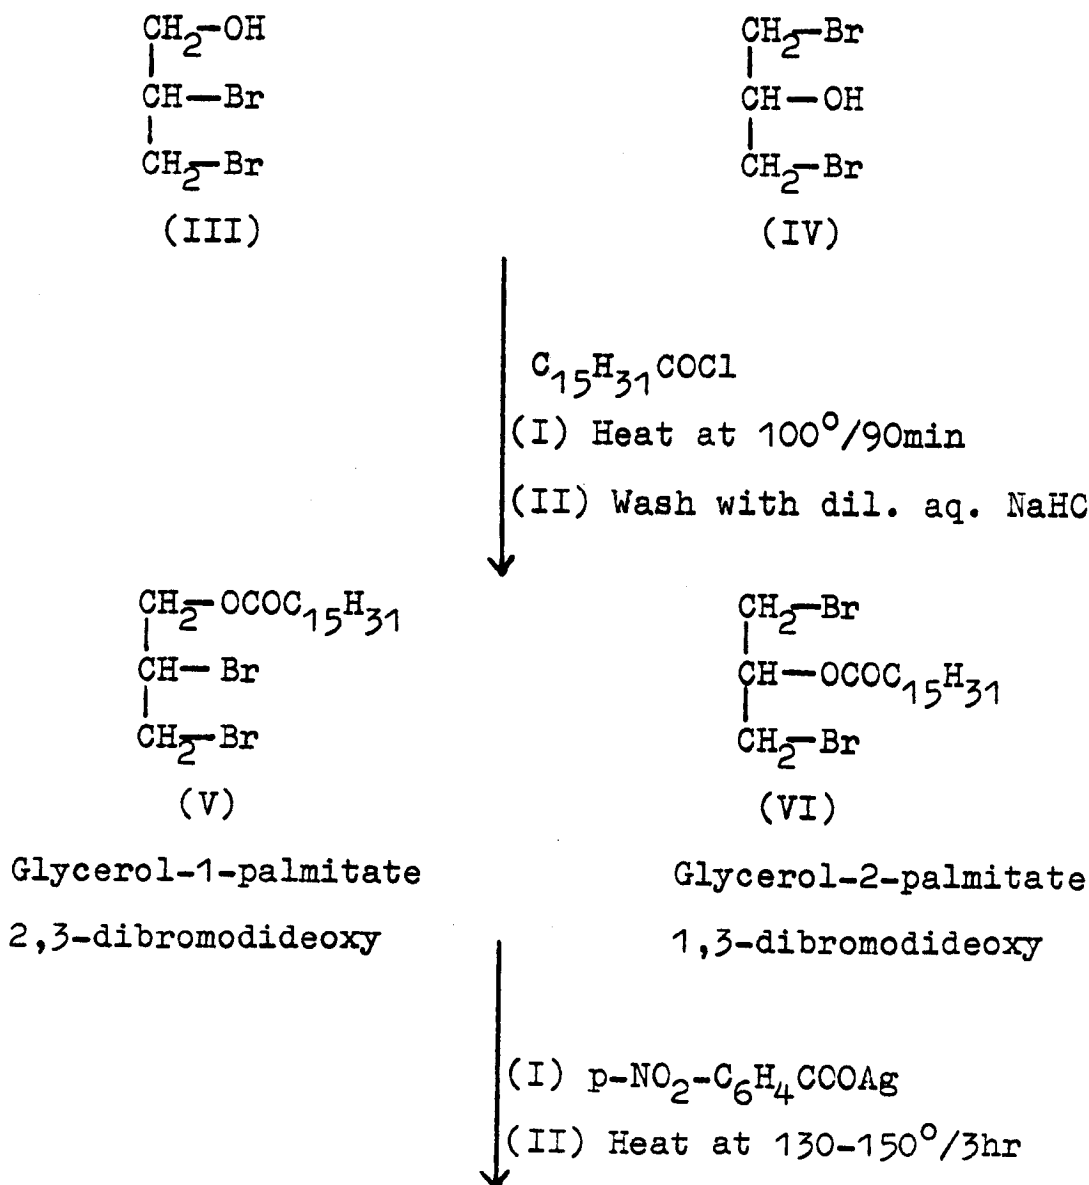 CH₂-OH CH₂-Br
CH-Br CH-OH
CH₂-Br CH₂-Br
(III) (IV)
C₁₅H₃₁COCl
(I) Heat at 100°/90min
(II) Wash with dil. aq. NaHC
CH₂-OCOC₁₅H₃₁ CH₂-Br
CH-Br CH-OCOC₁₅H₃₁
CH₂-Br CH₂-Br
(V) (VI)
Glycerol-1-palmitate Glycerol-2-palmitate
2,3-dibromodideoxy 1,3-dibromodideoxy
(I) p-NO₂-C₆H₄COOAg
(II) Heat at 130-150°/3hr